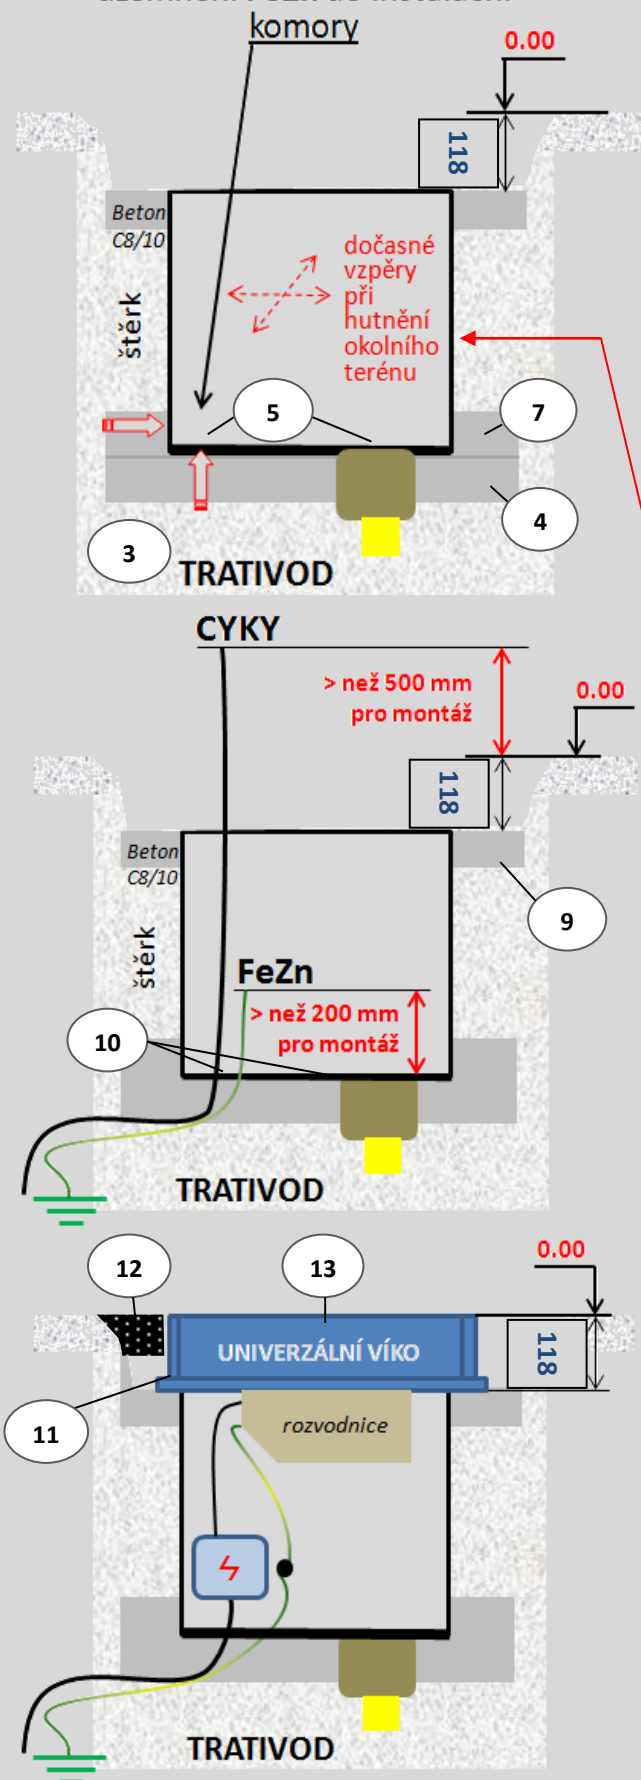 komory
0.00
118
Beton
C8/10
štěrk
dočasné
vzpěry
při
hutnění
okolního
terénu
5
7
4
3
TRATIVOD
CYKY
> než 500 mm
pro montáž
0.00
118
Beton
C8/10
štěrk
9
FeZn
> než 200 mm
pro montáž
10
TRATIVOD
12
13
0.00
UNIVERZÁLNÍ VÍKO
118
11
rozvodnice
TRATIVOD